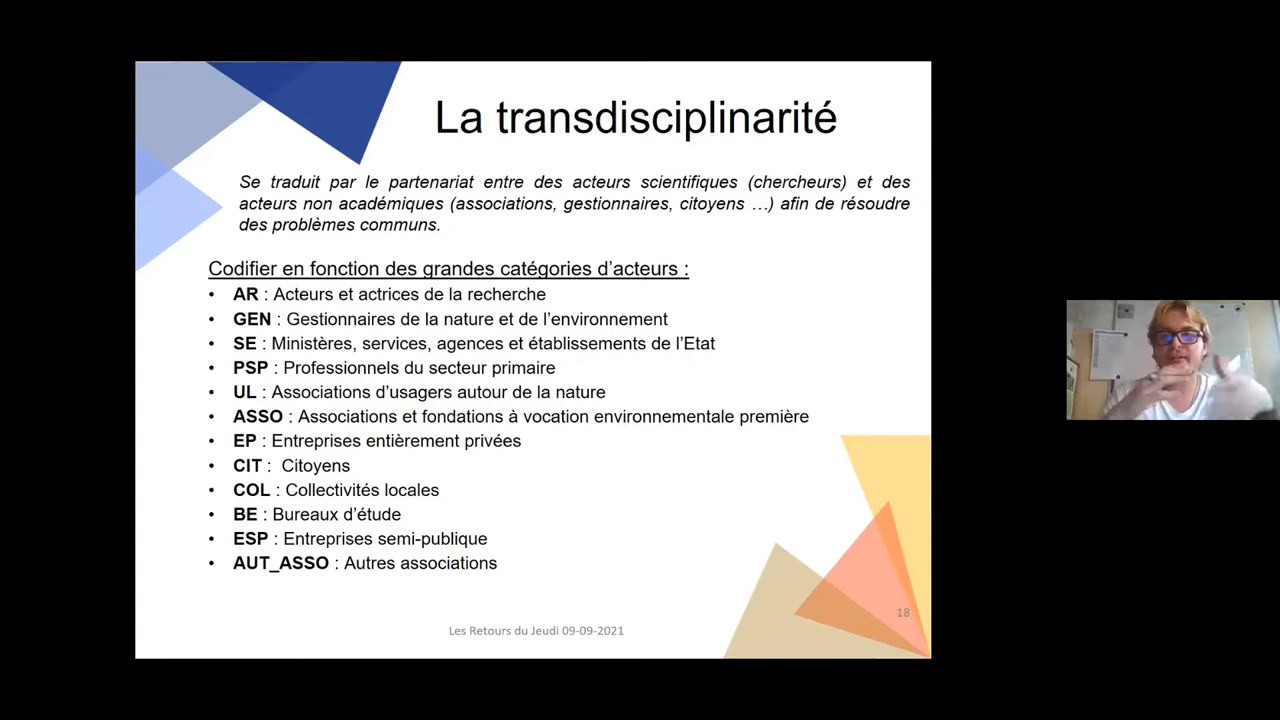 La transdisciplinarité
Se traduit par le partenariat entre des acteurs scientifiques (chercheurs) et des
acteurs non académiques (associations, gestionnaires, citoyens …) afin de résoudre
des problèmes communs.
Codifier en fonction des grandes catégories d’acteurs :
• AR : Acteurs et actrices de la recherche
• GEN : Gestionnaires de la nature et de l’environnement
• SE : Ministères, services, agences et établissements de l’Etat
• PSP : Professionnels du secteur primaire
• UL : Associations d’usagers autour de la nature
• ASSO : Associations et fondations à vocation environnementale première
• EP : Entreprises entièrement privées
• CIT : Citoyens
• COL : Collectivités locales
• BE : Bureaux d’étude
• ESP : Entreprises semi-publique
• AUT_ASSO : Autres associations
18
Les Retours du Jeudi 09-09-2021